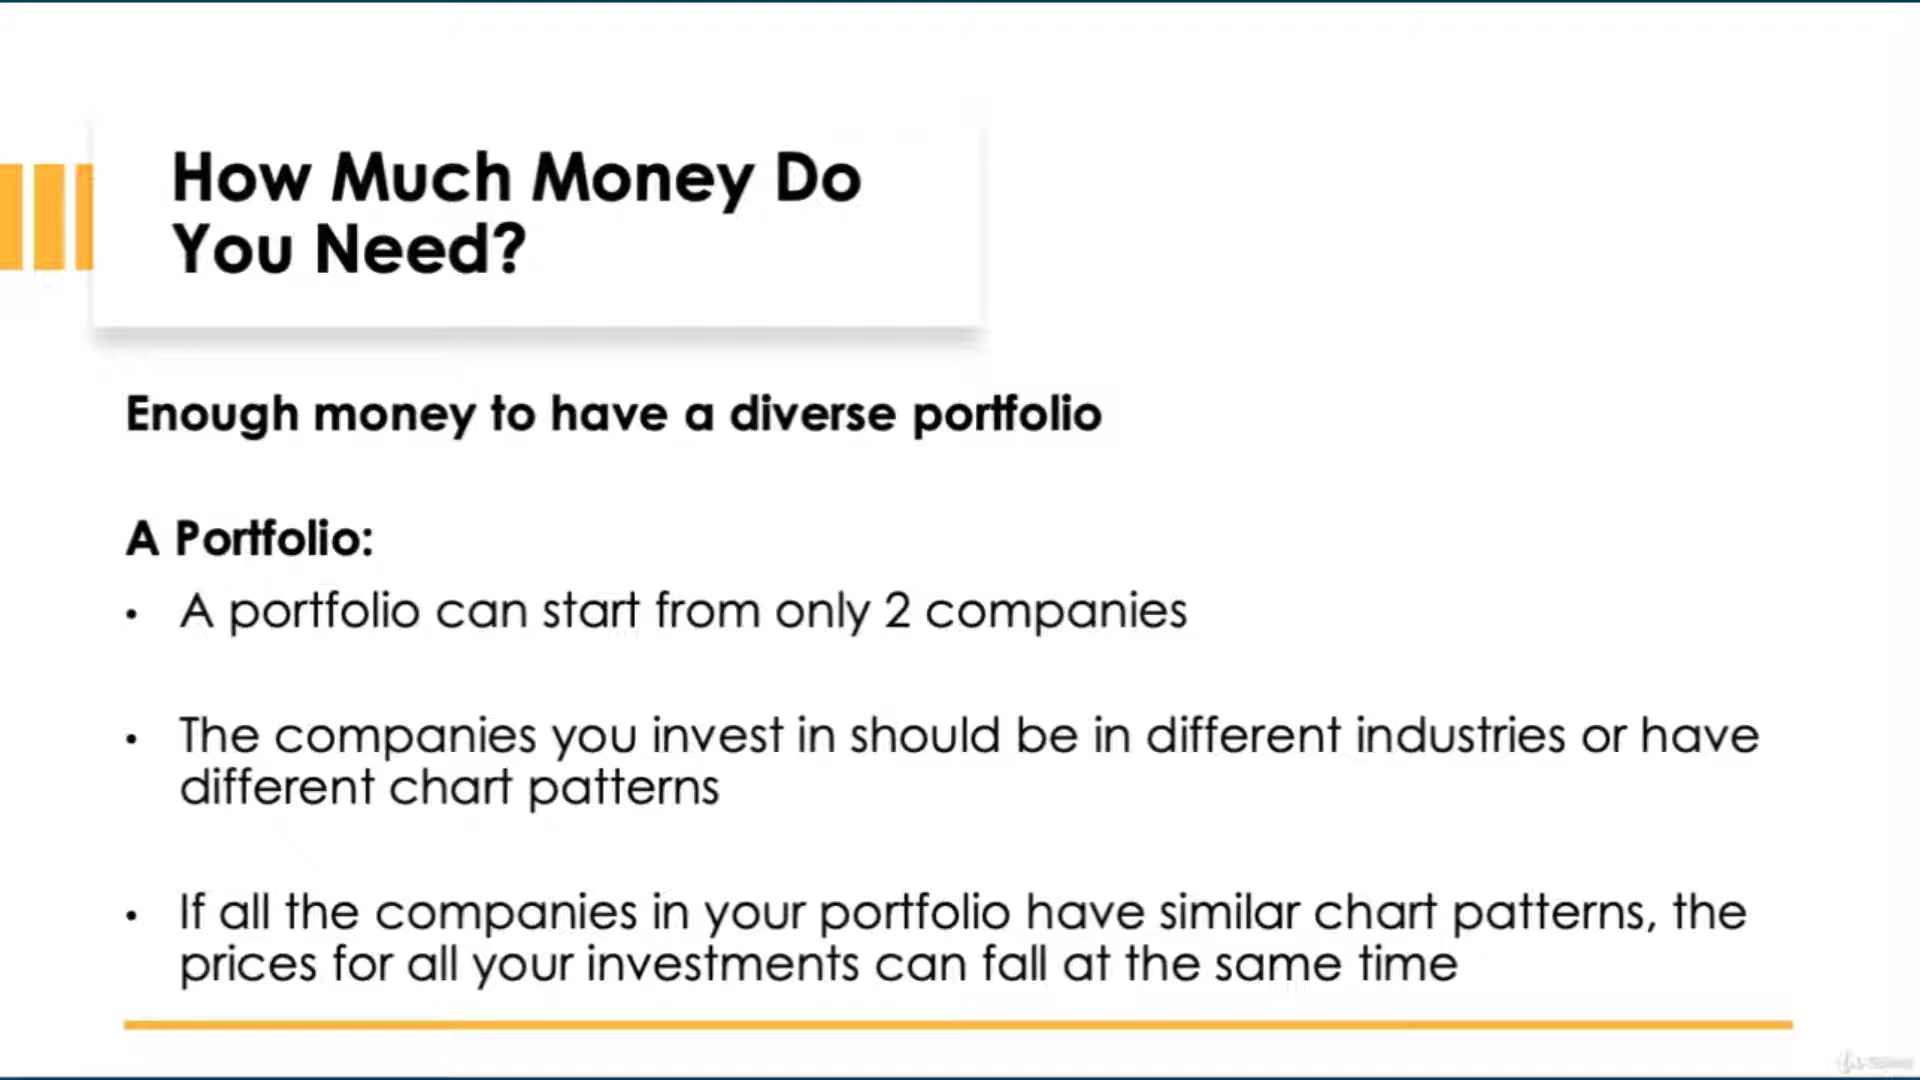 How Much Money Do
You Need?
Enough money to have a diverse portfolio
A Portfolio:
• A portfolio can start from only 2 companies
• The companies you invest in should be in different industries or have
different chart patterns
• If all the companies in your portfolio have similar chart patterns, the
prices for all your investments can fall at the same time